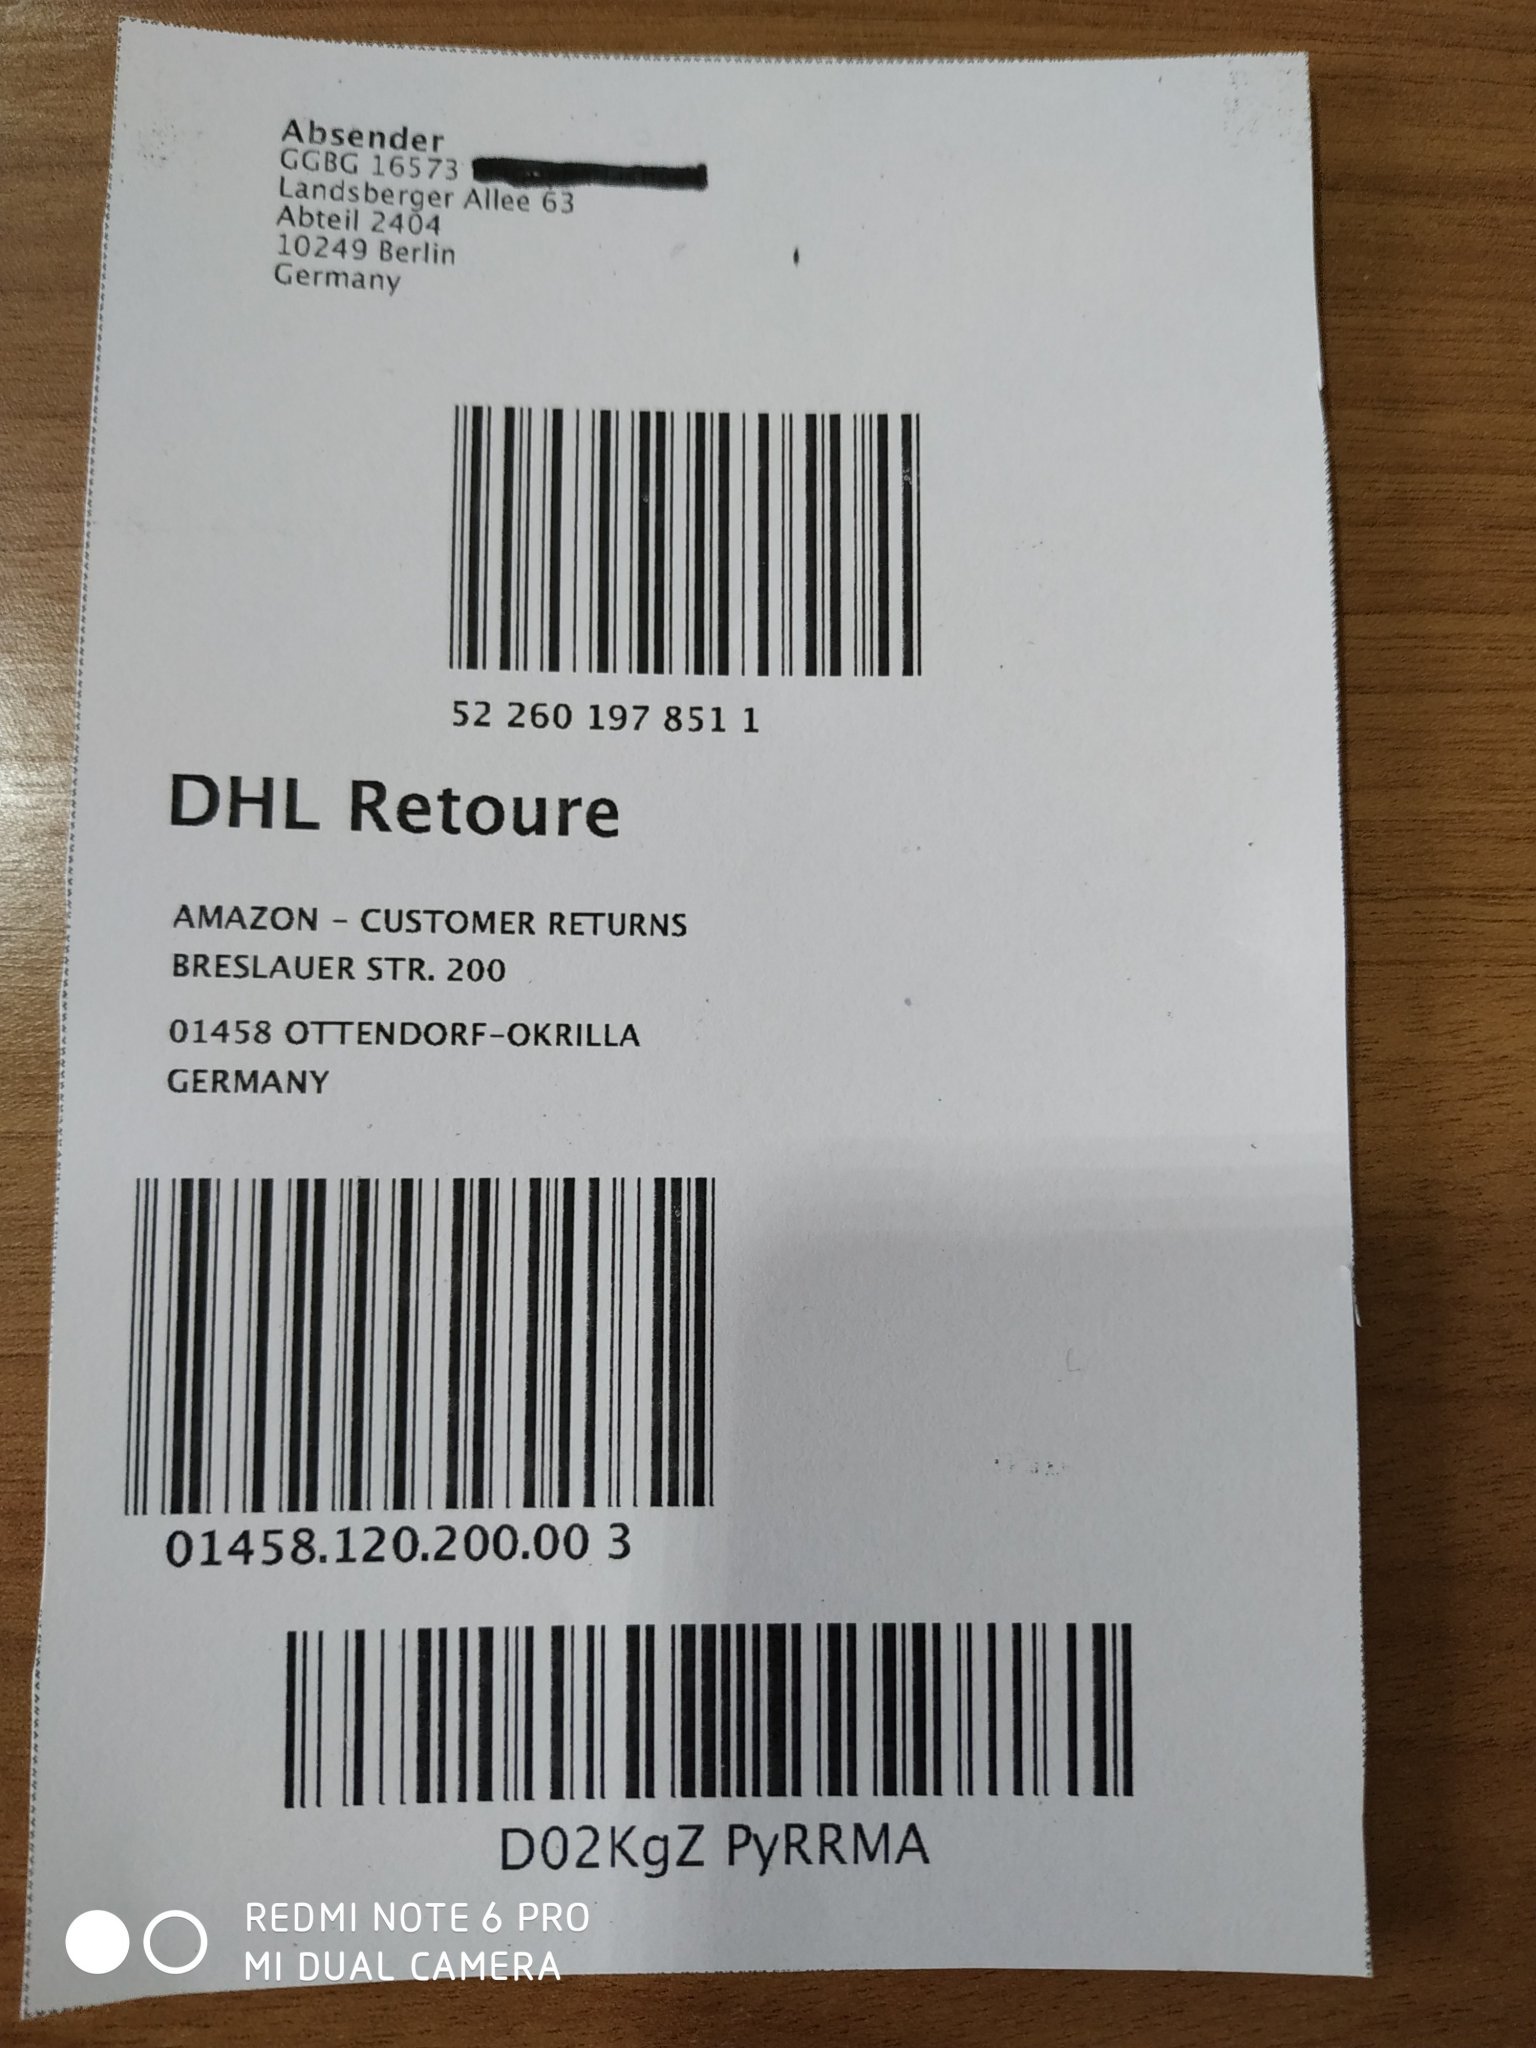 Absender
GGBG 16573
Landsberger Allee 63
Abteil 2404
10249 Berlin
Germany
52 260 197 851 1
DHL Retoure
AMAZON - CUSTOMER RETURNS
BRESLAUER STR. 200
01458 OTTENDORF-OKRILLA
GERMANY
01458.120.200.00 3
D02KgZ PyRRMA
REDMI NOTE 6 PRO
MI DUAL CAMERA